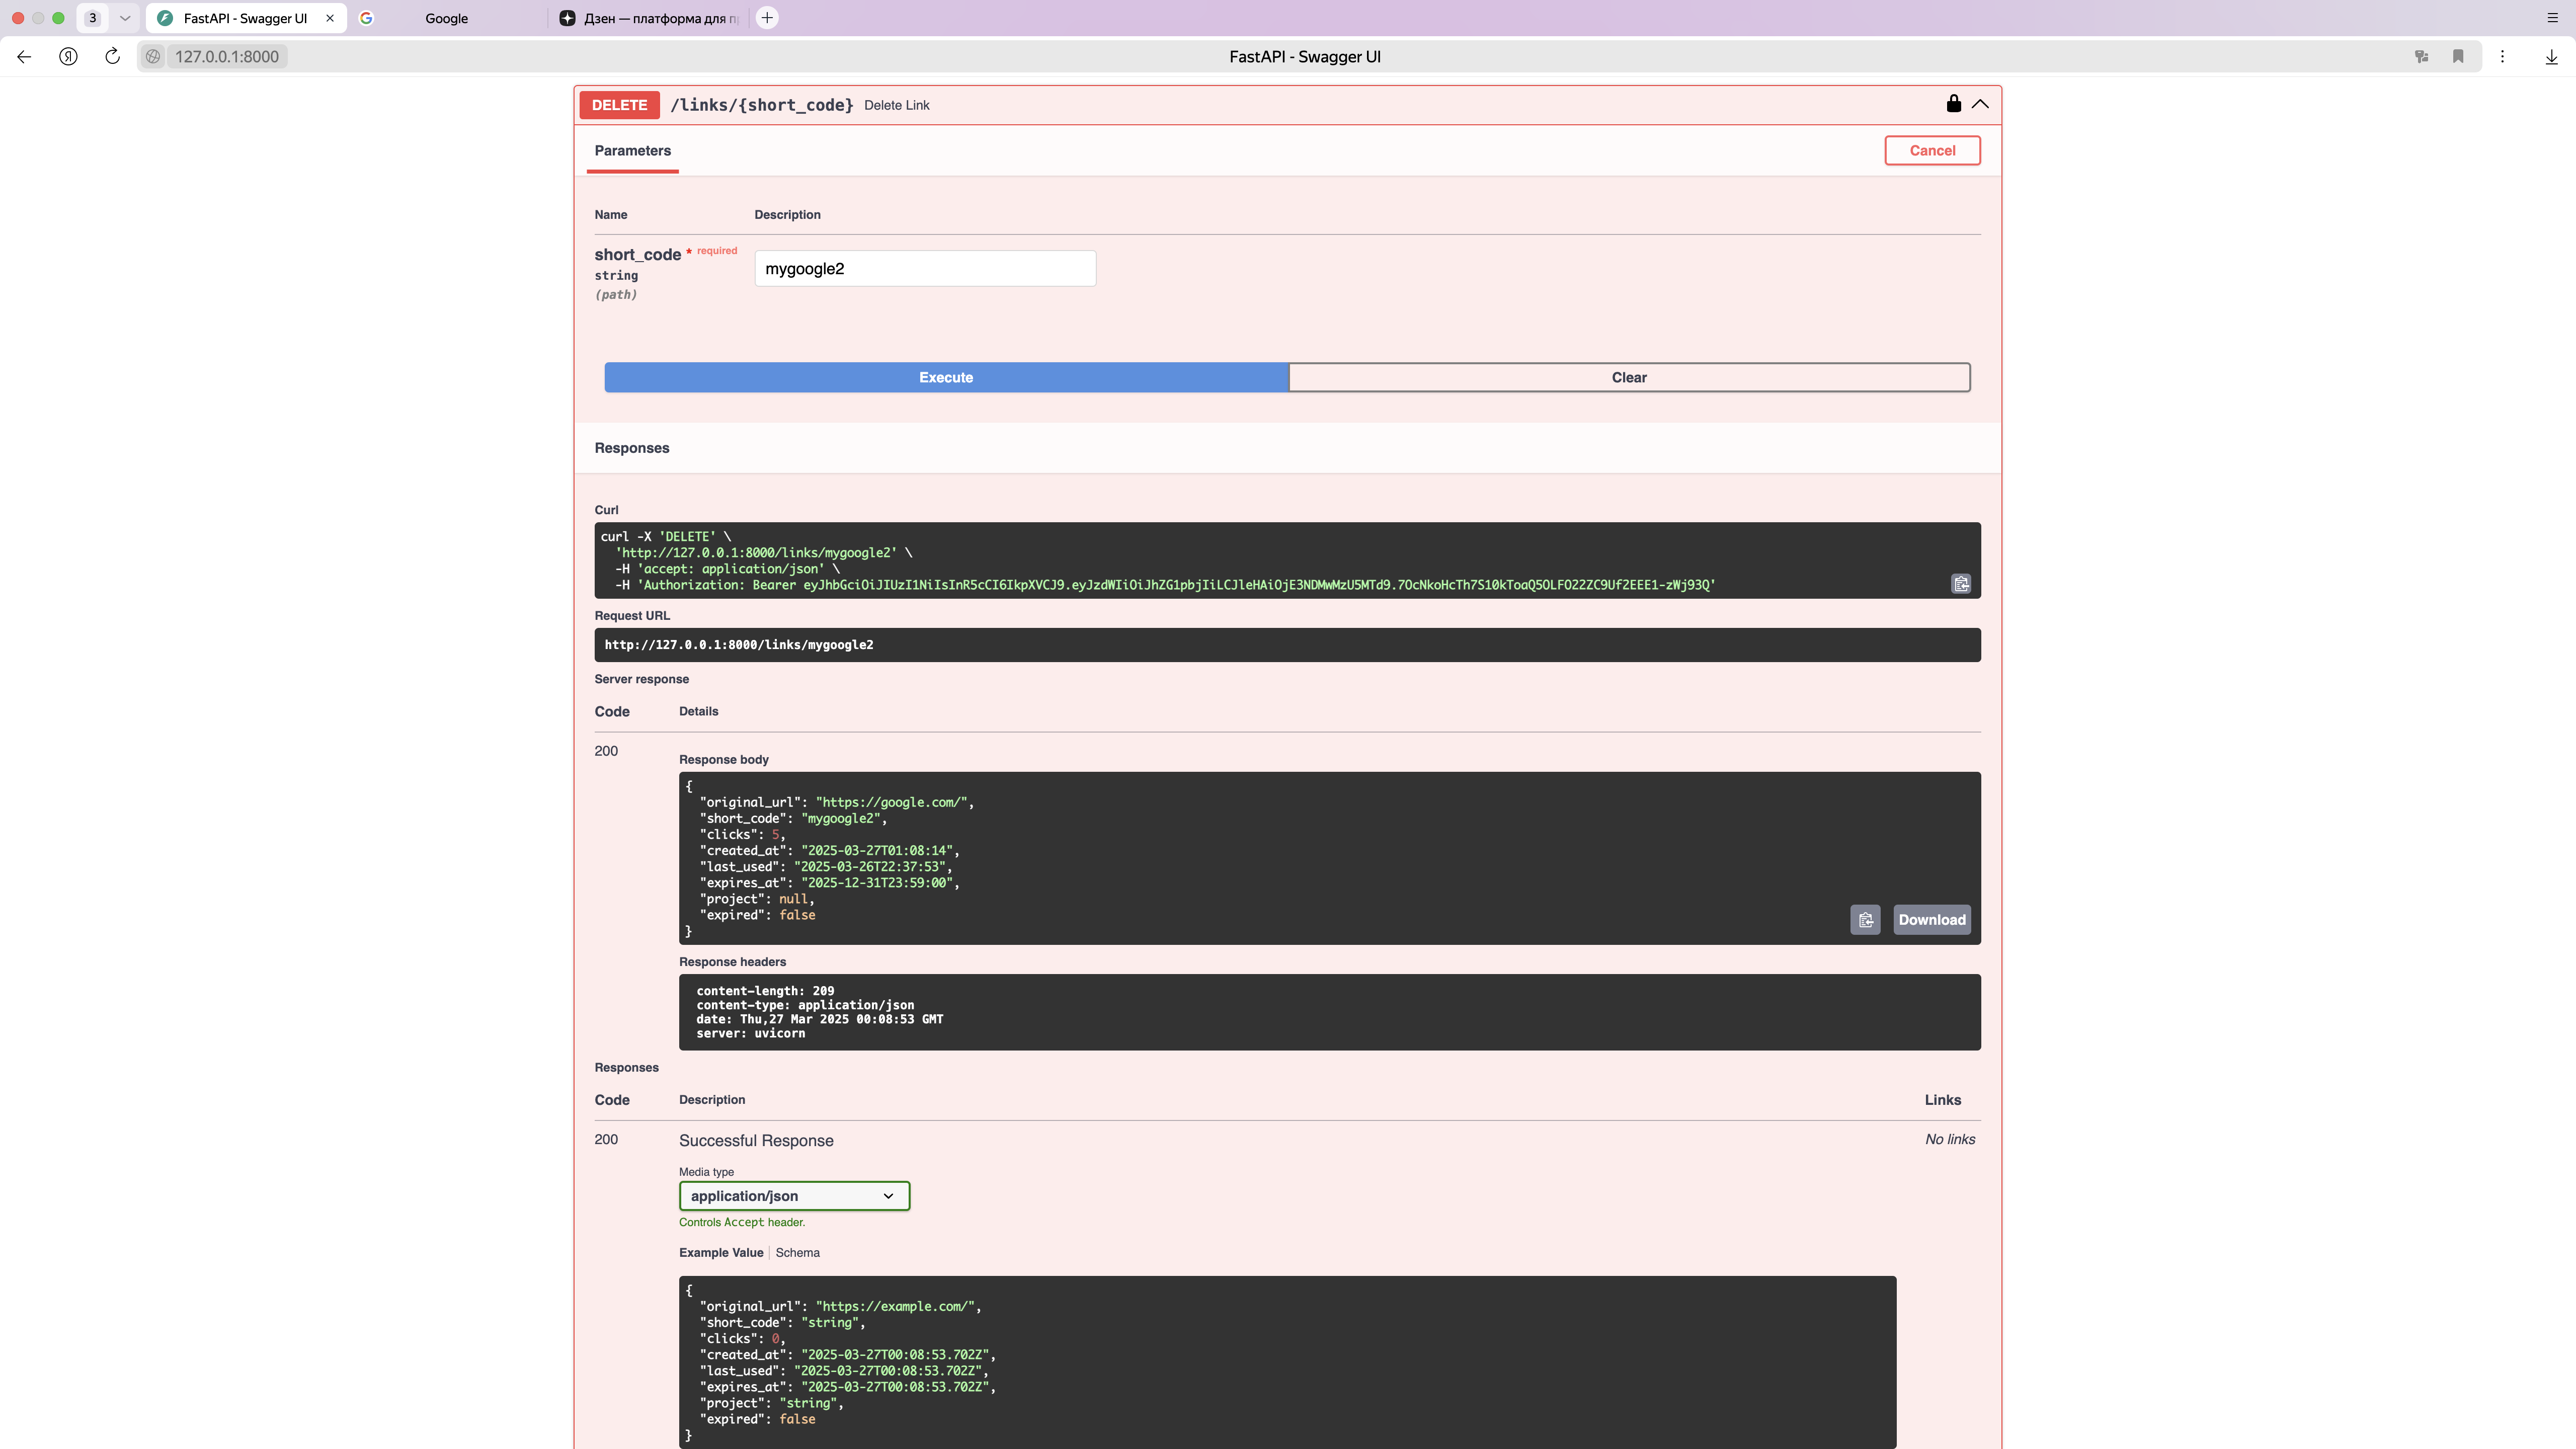 3
FastAPI - Swagger UI
Google
Дзен — платформа для п
127.0.0.1:8000
FastAPI - Swagger UI
DELETE /links/{short_code} Delete Link
Parameters
Cancel
Name Description
short_code * required
string
(path)
mygoogle2
Execute
Clear
Responses
Curl
curl -X 'DELETE' \
'http://127.0.0.1:8000/links/mygoogle2' \
-H 'accept: application/json' \
-H 'Authorization: Bearer eyJhbGciOiJIUzI1NiIsInR5cCI6IkpXVCJ9.eyJzdWIiOiJhZG1pbjIiLCJleHAiOjE3NDMwMzU5MTd9.7OcNkoHcTh7S10kToaQ5OLFO22ZC9Uf2EEE1-zWj93Q'
Request URL
http://127.0.0.1:8000/links/mygoogle2
Server response
Code Details
200
Response body
{
"original_url": "https://google.com/",
"short_code": "mygoogle2",
"clicks": 5,
"created_at": "2025-03-27T01:08:14",
"last_used": "2025-03-26T22:37:53",
"expires_at": "2025-12-31T23:59:00",
"project": null,
"expired": false
}
Download
Response headers
content-length: 209
content-type: application/json
date: Thu,27 Mar 2025 00:08:53 GMT
server: uvicorn
Responses
Code Description Links
200 Successful Response No links
Media type
application/json
Controls Accept header.
Example Value Schema
{
"original_url": "https://example.com/",
"short_code": "string",
"clicks": 0,
"created_at": "2025-03-27T00:08:53.702Z",
"last_used": "2025-03-27T00:08:53.702Z",
"expires_at": "2025-03-27T00:08:53.702Z",
"project": "string",
"expired": false
}